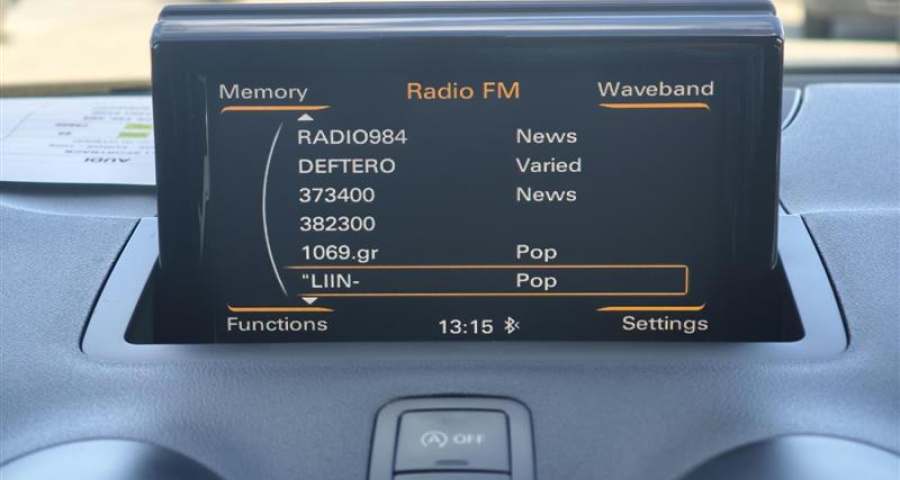 Memory Radio FM Waveband
RADIO984 News
DEFTERO Varied
373400 News
382300
1069.gr Pop
"LIIN- Pop
Functions 13:15 Settings
AUDI
A OFF